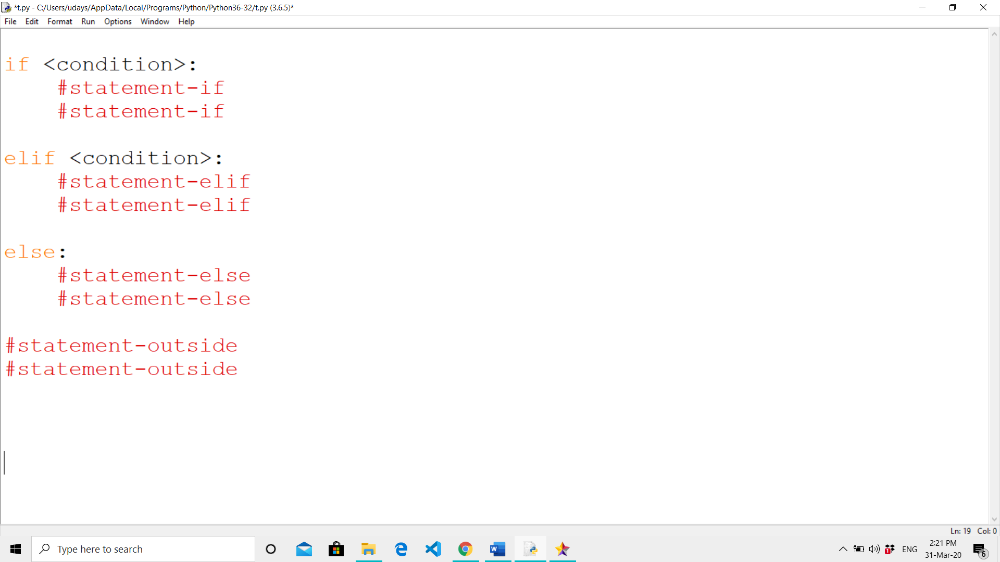 *t.py - C:/Users/udays/AppData/Local/Programs/Python/Python36-32/t.py (3.6.5)*
File Edit Format Run Options Window Help
if <condition>:
#statement-if
#statement-if
elif <condition>:
#statement-elif
#statement-elif
else:
#statement-else
#statement-else
#statement-outside
#statement-outside
Ln: 19 Col: 0
Type here to search
W
1
ENG
2:21 PM
31-Mar-20
6